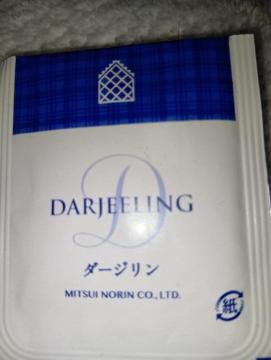 D
DARJEELING
ダージリン
MITSUI NORIN CO., LTD.
紙